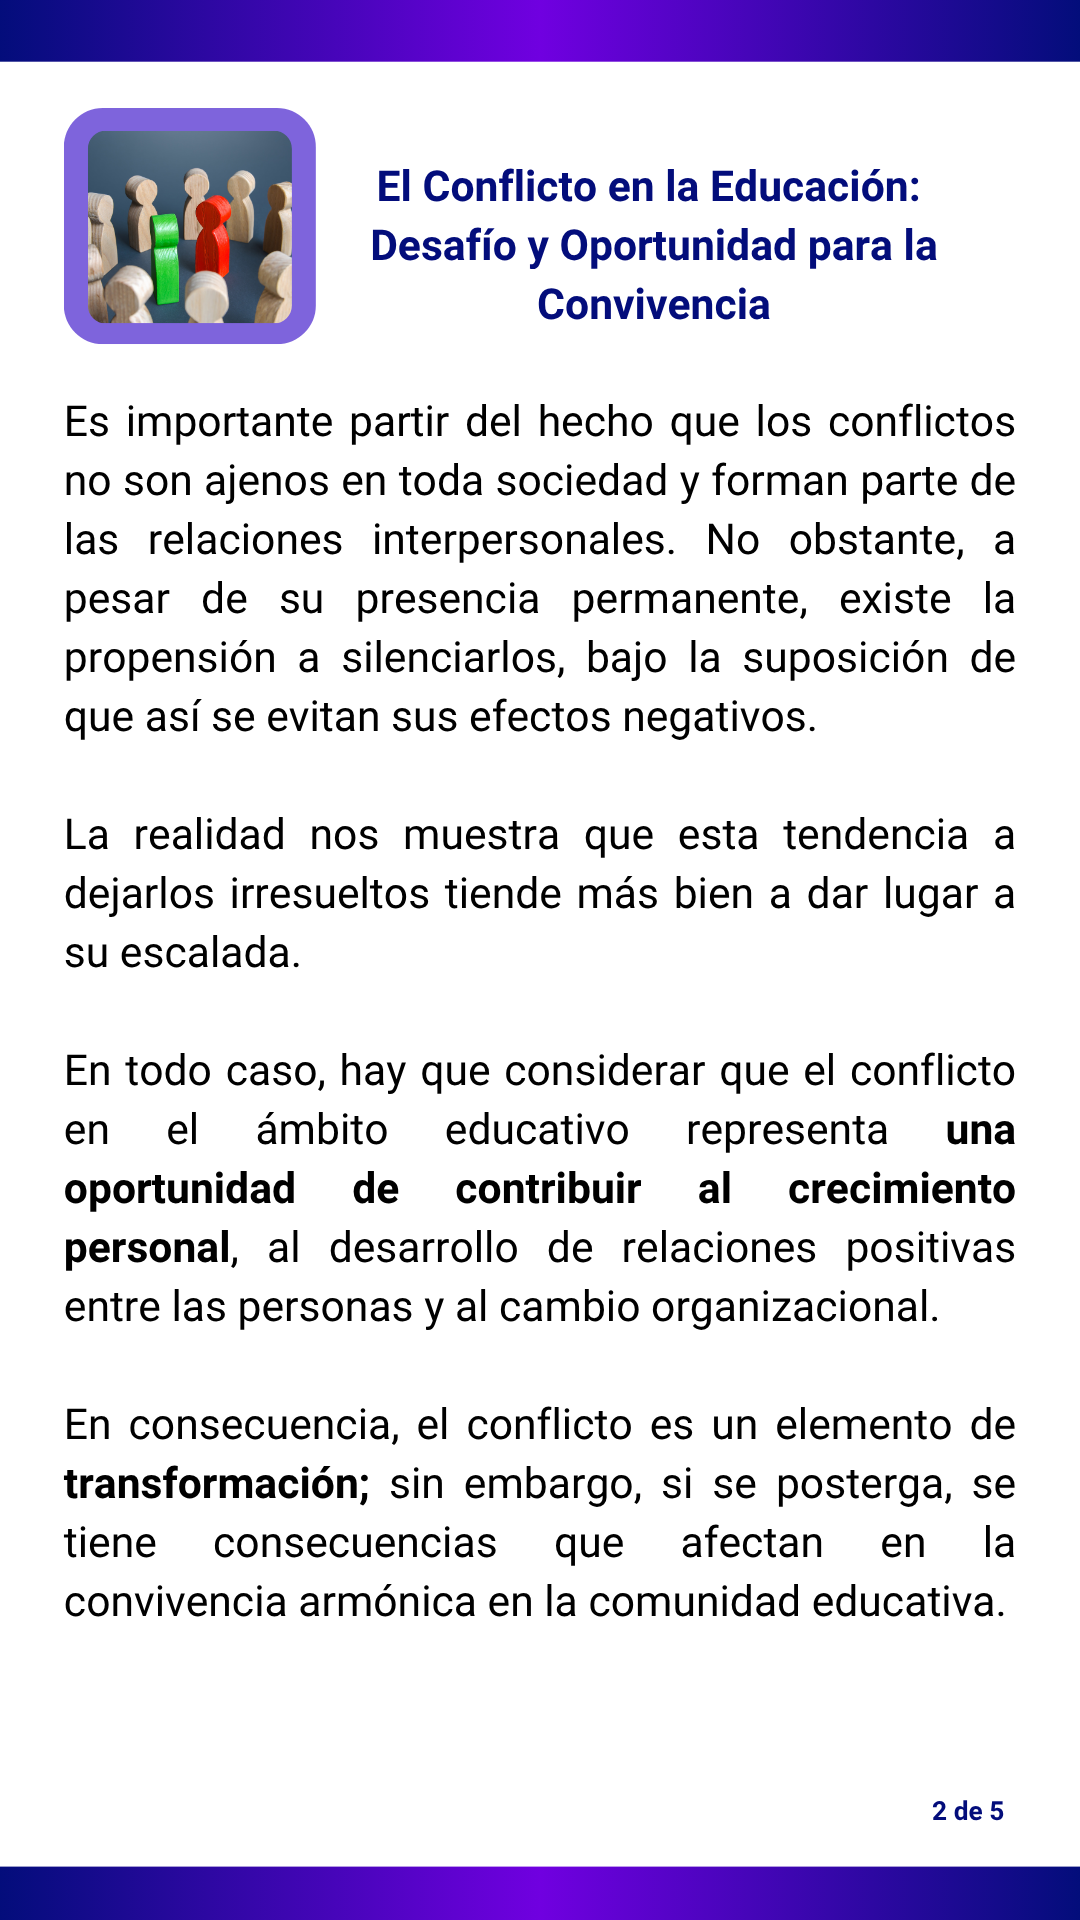 El Conflicto en la Educación:
Desafío y Oportunidad para la
Convivencia
Es importante partir del hecho que los conflictos
no son ajenos en toda sociedad y forman parte de
las relaciones interpersonales. No obstante, a
pesar de su presencia permanente, existe la
propensión a silenciarlos, bajo la suposición de
que así se evitan sus efectos negativos.
La realidad nos muestra que esta tendencia a
dejarlos irresueltos tiende más bien a dar lugar a
su escalada.
En todo caso, hay que considerar que el conflicto
en el ámbito educativo representa una
oportunidad de contribuir al crecimiento
personal, al desarrollo de relaciones positivas
entre las personas y al cambio organizacional.
En consecuencia, el conflicto es un elemento de
transformación; sin embargo, si se posterga, se
tiene consecuencias que afectan en la
convivencia armónica en la comunidad educativa.
2 de 5